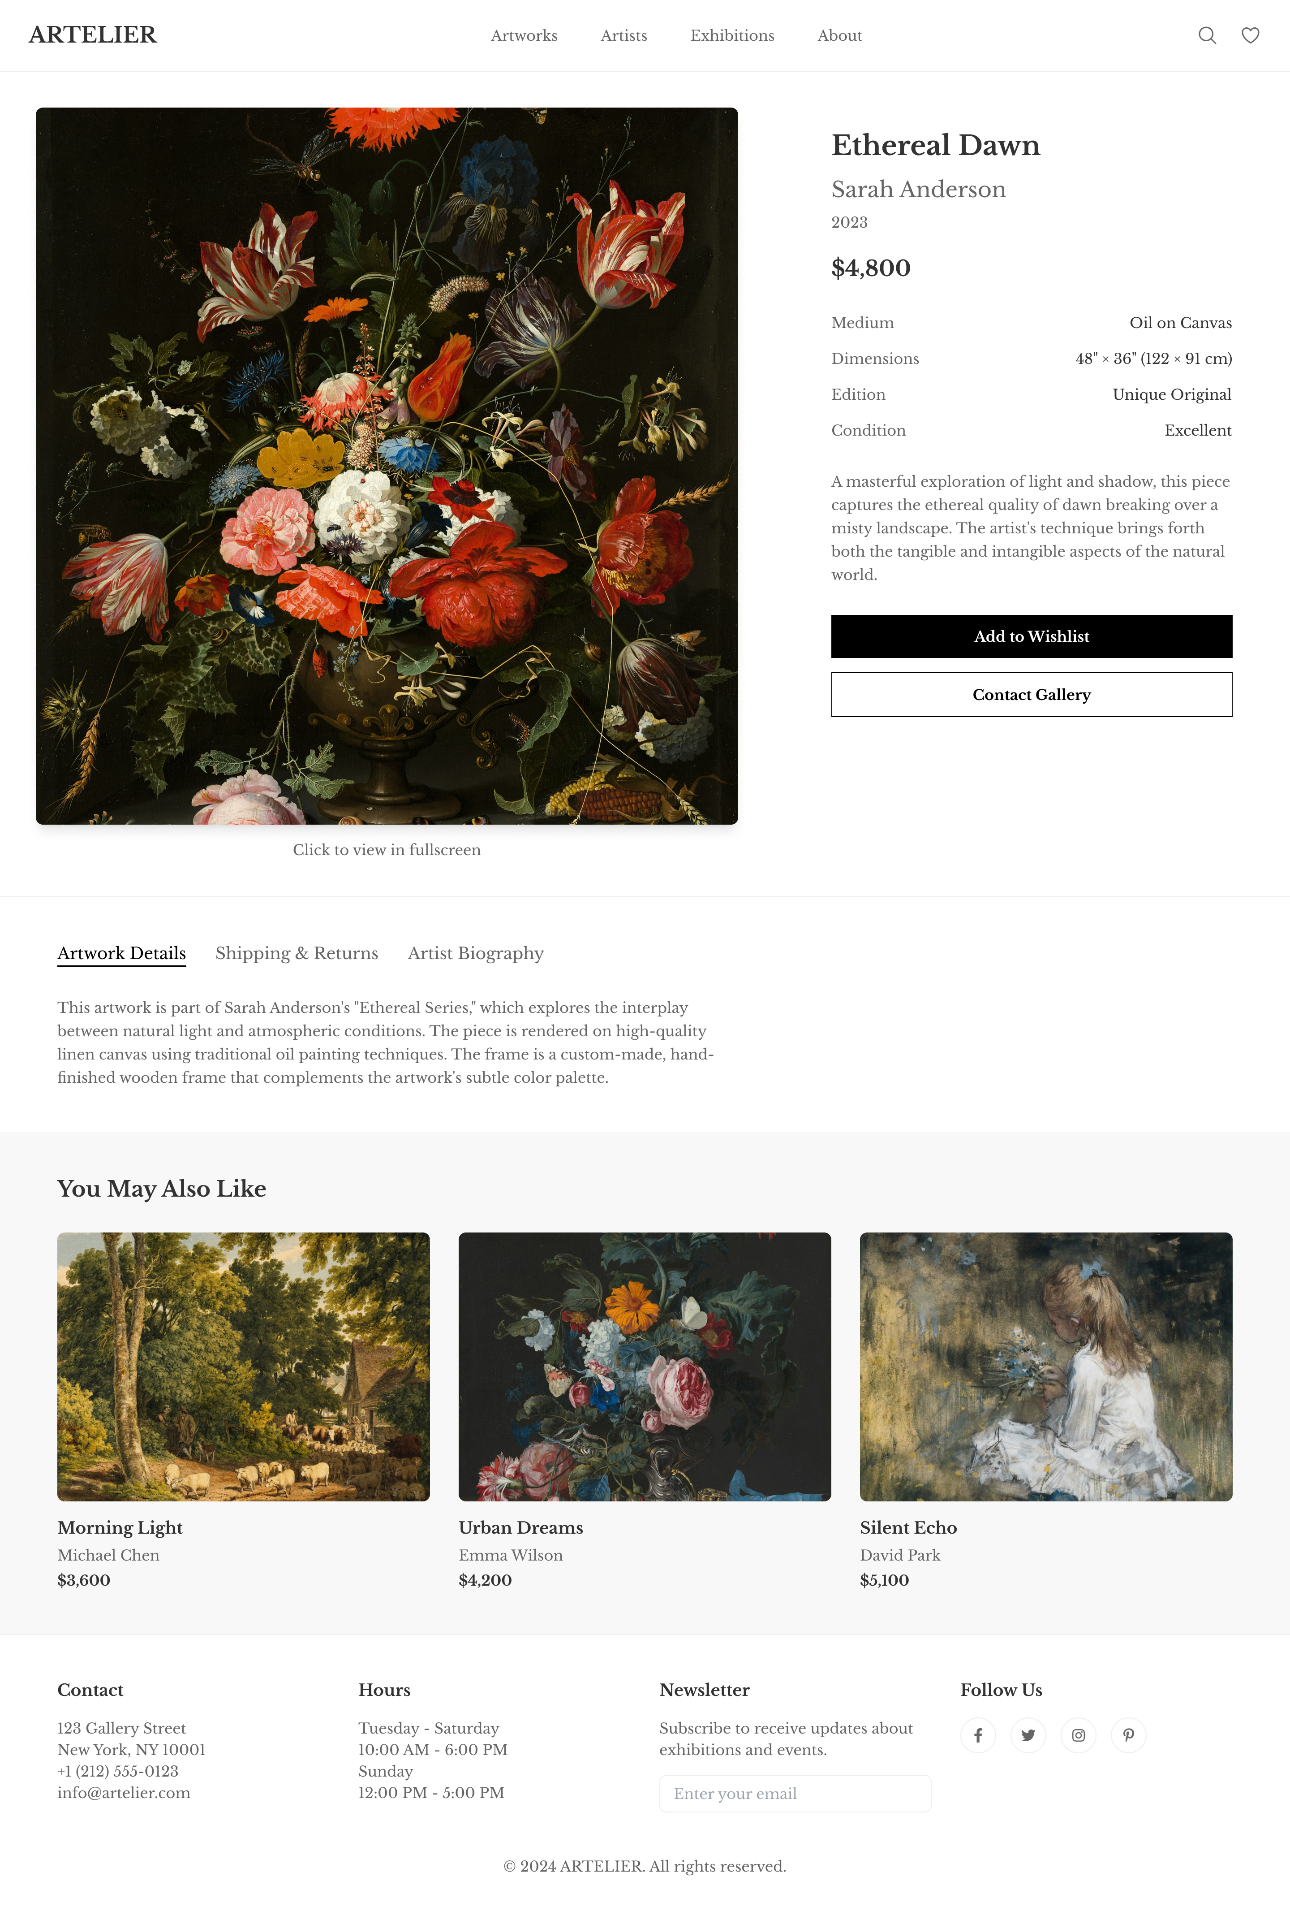 ARTELIER
Artworks
Artists
Exhibitions
About
Ethereal Dawn
Sarah Anderson
2023
$4,800
Medium
Oil on Canvas
Dimensions
48" × 36" (122 × 91 cm)
Edition
Unique Original
Condition
Excellent
A masterful exploration of light and shadow, this piece
captures the ethereal quality of dawn breaking over a
misty landscape. The artist's technique brings forth
both the tangible and intangible aspects of the natural
world.
Add to Wishlist
Contact Gallery
Click to view in fullscreen
Artwork Details
Shipping & Returns
Artist Biography
This artwork is part of Sarah Anderson's "Ethereal Series," which explores the interplay
between natural light and atmospheric conditions. The piece is rendered on high-quality
linen canvas using traditional oil painting techniques. The frame is a custom-made, hand-
finished wooden frame that complements the artwork's subtle color palette.
You May Also Like
Morning Light
Michael Chen
$3,600
Urban Dreams
Emma Wilson
$4,200
Silent Echo
David Park
$5,100
Contact
123 Gallery Street
New York, NY 10001
+1 (212) 555-0123
info@artelier.com
Hours
Tuesday - Saturday
10:00 AM - 6:00 PM
Sunday
12:00 PM - 5:00 PM
Newsletter
Subscribe to receive updates about
exhibitions and events.
Enter your email
Follow Us
© 2024 ARTELIER. All rights reserved.